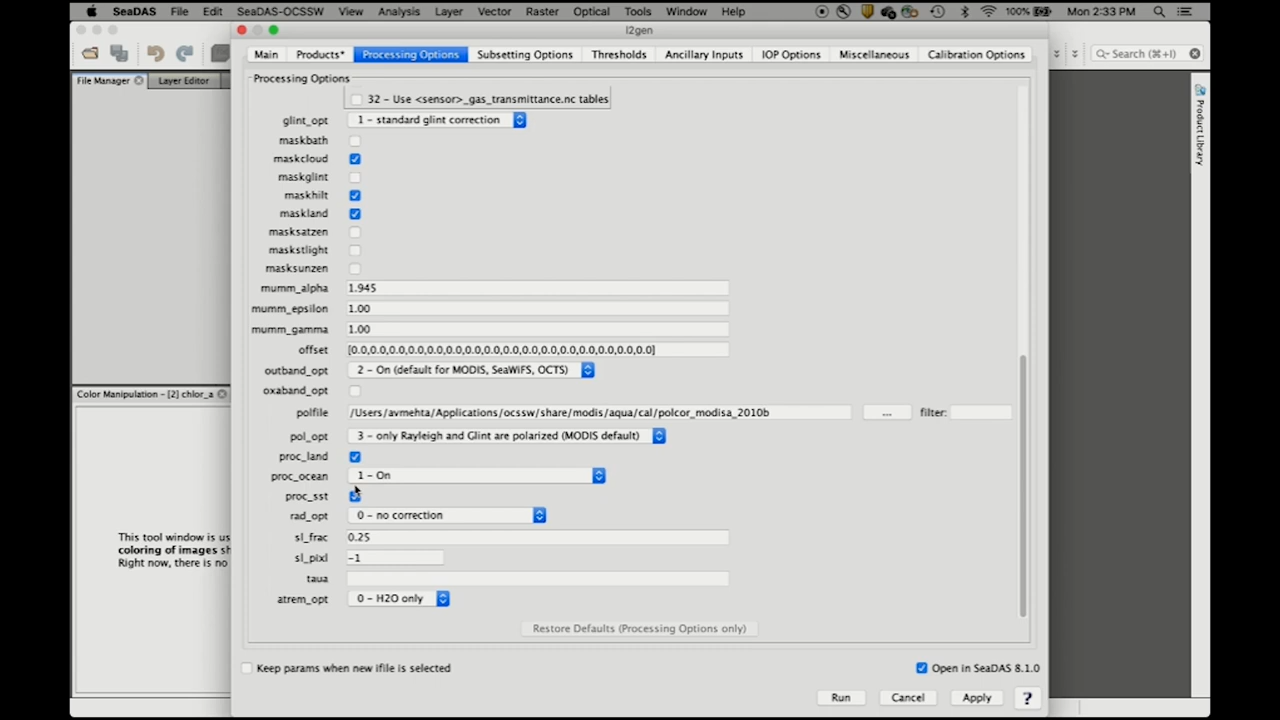 SeaDAS File Edit SeaDAS-OCSSW View Analysis Layer Vector Raster Optical Tools Window Help 100% Mon 2:33 PM
l2gen
Main Products* Processing Options Subsetting Options Thresholds Ancillary Inputs IOP Options Miscellaneous Calibration Options
Search (⌘+I)
File Manager Layer Editor
Processing Options
Product Library
32 - Use <sensor>_gas_transmittance.nc tables
glint_opt 1 - standard glint correction
maskbath
maskcloud
maskglint
maskhilt
maskland
masksatzen
maskstlight
masksunzen
mumm_alpha 1.945
mumm_epsilon 1.00
mumm_gamma 1.00
offset [0.0,0.0,0.0,0.0,0.0,0.0,0.0,0.0,0.0,0.0,0.0,0.0,0.0,0.0,0.0,0.0]
outband_opt 2 - On (default for MODIS, SeaWiFS, OCTS)
oxaband_opt
Color Manipulation - [2] chlor_a
polfile /Users/avmehta/Applications/ocssw/share/modis/aqua/cal/polcor_modisa_2010b ... filter:
pol_opt 3 - only Rayleigh and Glint are polarized (MODIS default)
proc_land
proc_ocean 1 - On
proc_sst
rad_opt 0 - no correction
sl_frac 0.25
sl_pixl -1
taua
atrem_opt 0 - H2O only
This tool window is us
coloring of images sh
Right now, there is no
Restore Defaults (Processing Options only)
Keep params when new ifile is selected Open in SeaDAS 8.1.0
Run Cancel Apply ?